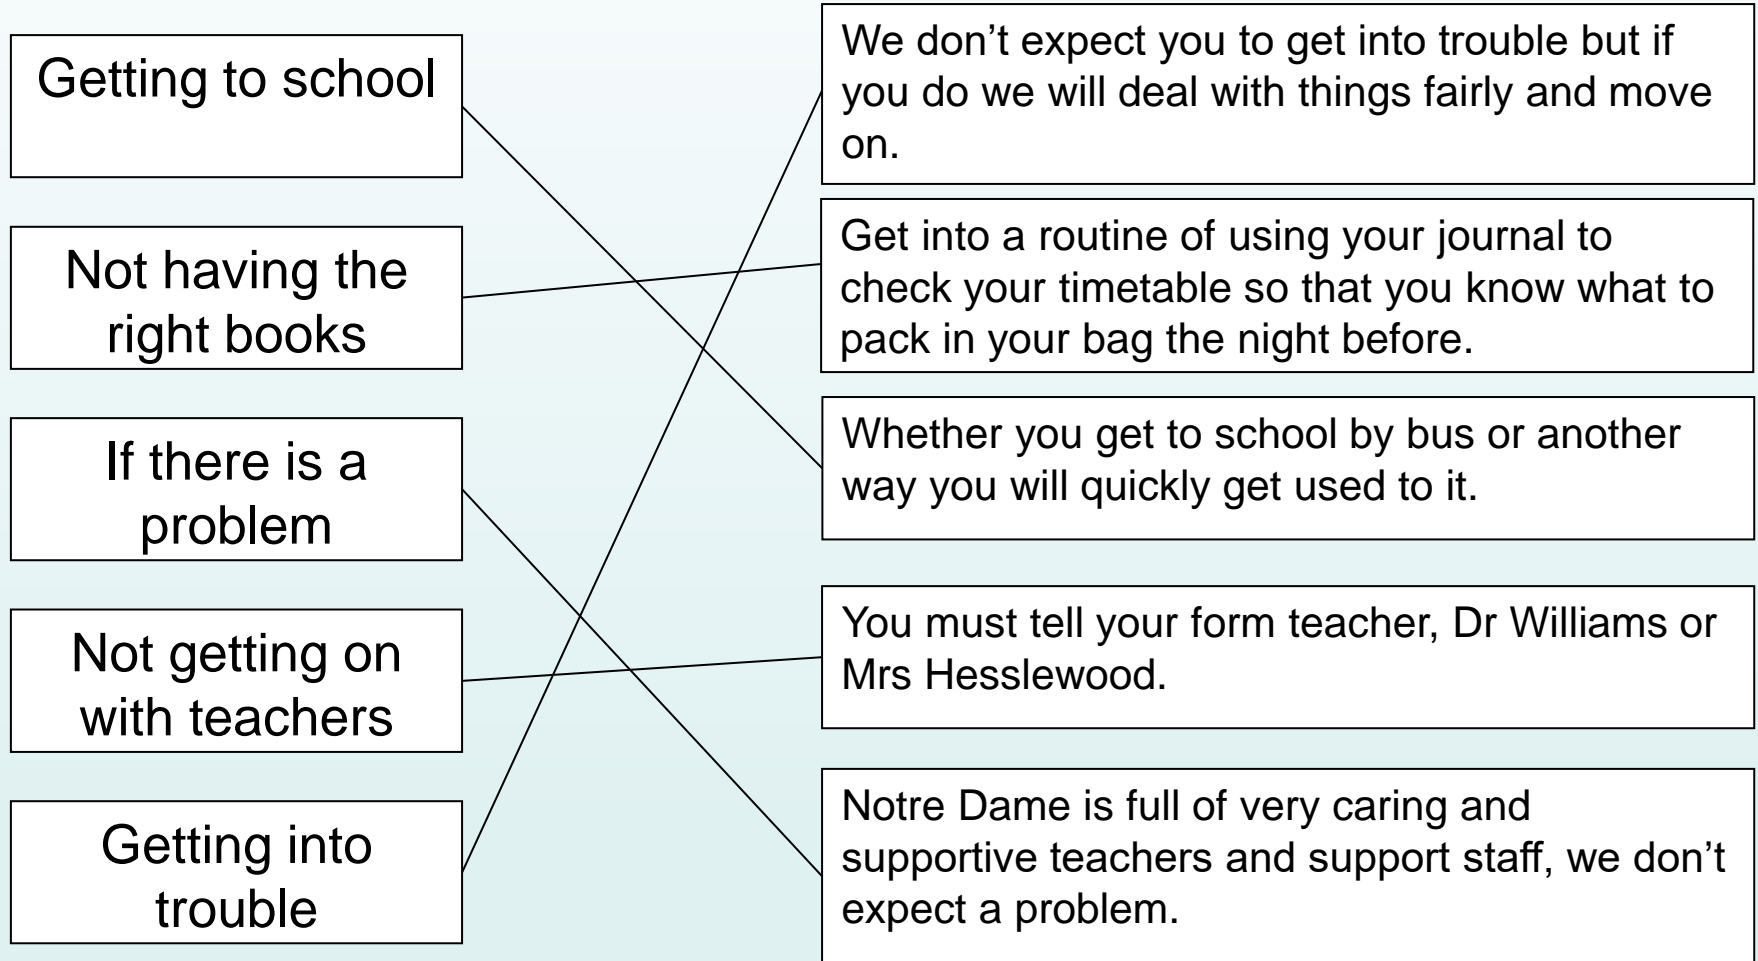 Getting to school
Not having the
right books
If there is a
problem
Not getting on
with teachers
Getting into
trouble
We don’t expect you to get into trouble but if
you do we will deal with things fairly and move
on.
Get into a routine of using your journal to
check your timetable so that you know what to
pack in your bag the night before.
Whether you get to school by bus or another
way you will quickly get used to it.
You must tell your form teacher, Dr Williams or
Mrs Hesslewood.
Notre Dame is full of very caring and
supportive teachers and support staff, we don’t
expect a problem.